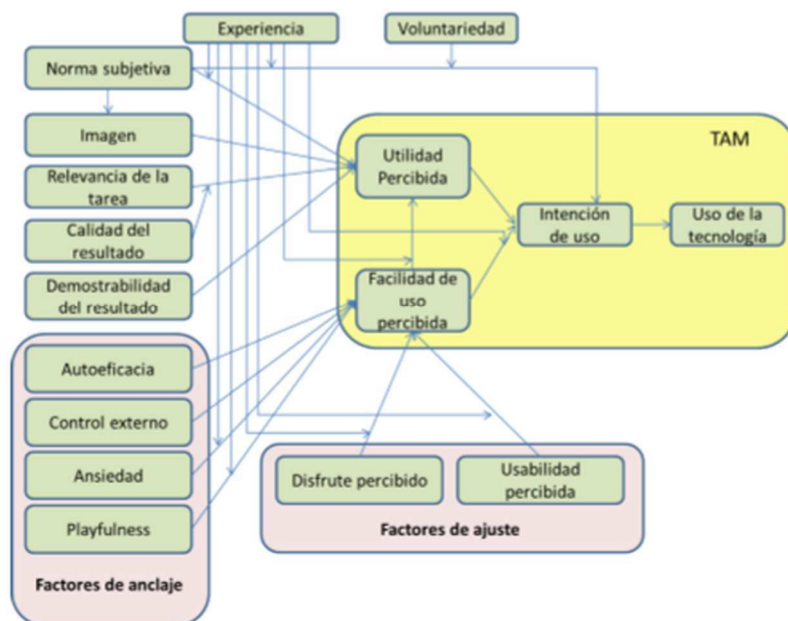 Experiencia
Voluntariedad
Norma subjetiva
Imagen
Relevancia de la
tarea
Calidad del
resultado
Demostrabilidad
del resultado
TAM
Utilidad
Percibida
Intención
de uso
Uso de la
tecnología
Facilidad de
uso
percibida
Autoeficacia
Control externo
Ansiedad
Playfulness
Factores de anclaje
Disfrute percibido
Usabilidad
percibida
Factores de ajuste